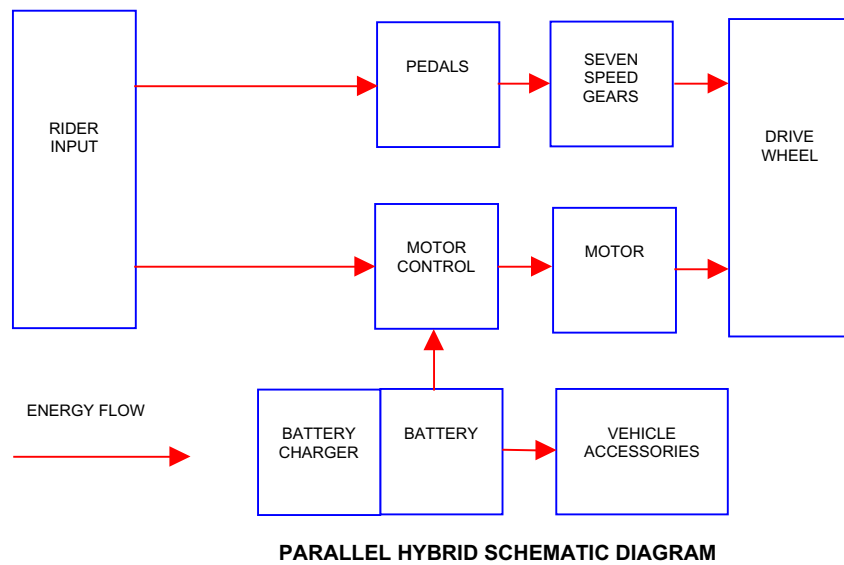 RIDER
INPUT
PEDALS
SEVEN
SPEED
GEARS
DRIVE
WHEEL
MOTOR
CONTROL
MOTOR
ENERGY FLOW
BATTERY
CHARGER
BATTERY
VEHICLE
ACCESSORIES
PARALLEL HYBRID SCHEMATIC DIAGRAM